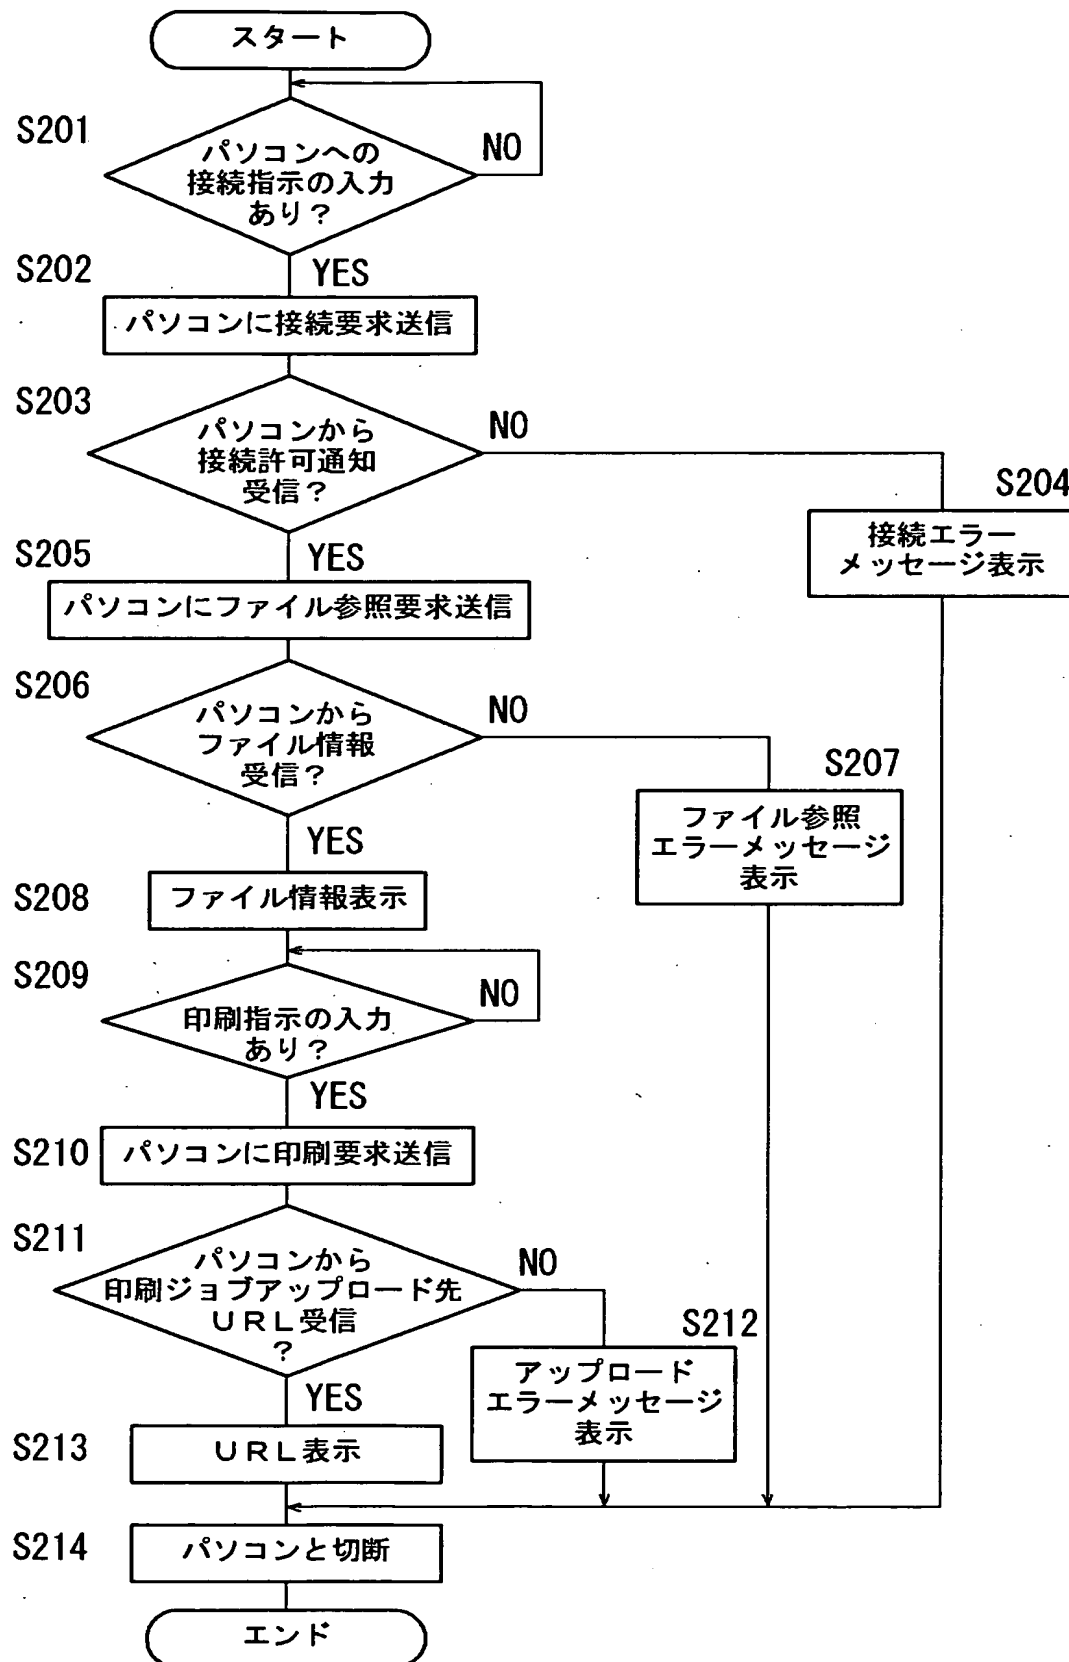 スタート
S201
パソコンへの
接続指示の入力
あり?
NO
YES
S202
パソコンに接続要求送信
S203
パソコンから
接続許可通知
受信?
NO
S204
接続エラー
メッセージ表示
YES
S205
パソコンにファイル参照要求送信
S206
パソコンから
ファイル情報
受信?
NO
S207
ファイル参照
エラーメッセージ
表示
YES
S208
ファイル情報表示
S209
印刷指示の入力
あり?
NO
YES
S210
パソコンに印刷要求送信
S211
パソコンから
印刷ジョブアップロード先
URL受信
?
NO
S212
アップロード
エラーメッセージ
表示
YES
S213
URL表示
S214
パソコンと切断
エンド